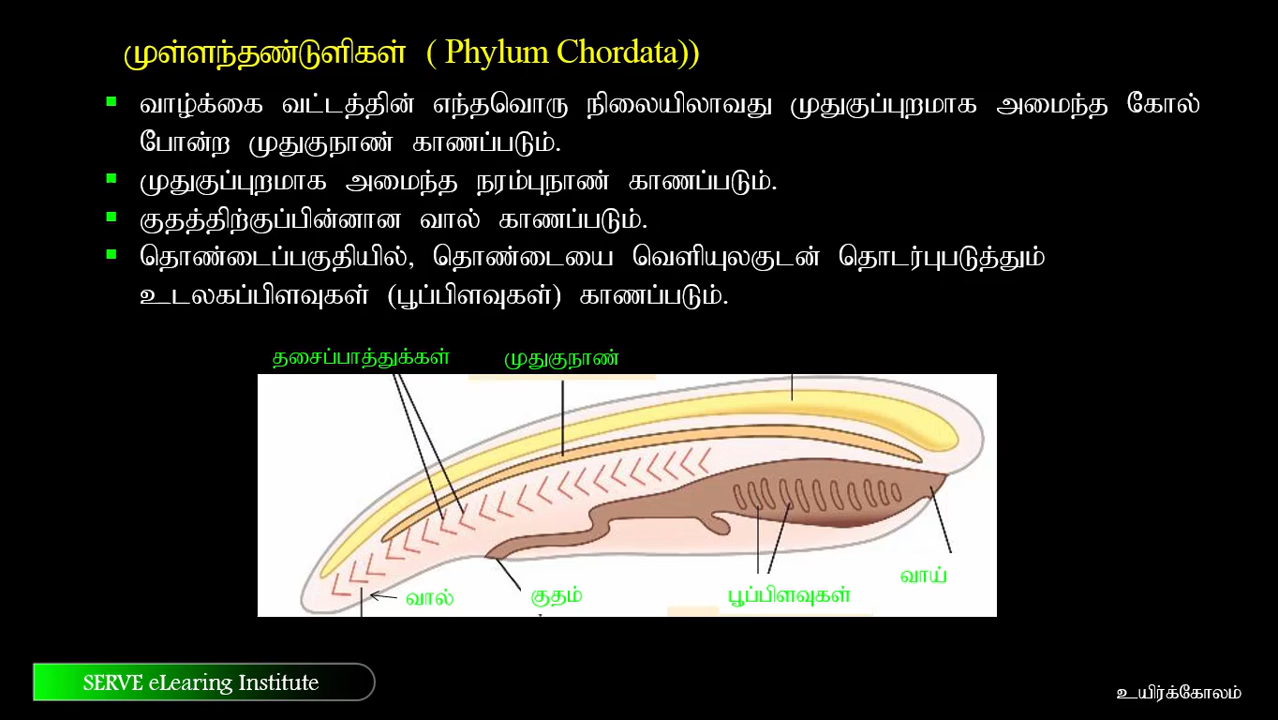 முள்ளந்தண்டுளிகள் ( Phylum Chordata))
▪ வாழ்க்கை வட்டத்தின் எந்தவொரு நிலையிலாவது முதுகுப்புறமாக அமைந்த கோல்
போன்ற முதுகுநாண் காணப்படும்.
▪ முதுகுப்புறமாக அமைந்த நரம்புநாண் காணப்படும்.
▪ குதத்திற்குப்பின்னான வால் காணப்படும்.
▪ தொண்டைப்பகுதியில், தொண்டையை வெளியுலகுடன் தொடர்புபடுத்தும்
உடலகப்பிளவுகள் (பூப்பிளவுகள்) காணப்படும்.
தசைப்பாத்துக்கள் முதுகுநாண்
வாய்
வால் குதம் பூப்பிளவுகள்
SERVE eLearing Institute
உயிர்க்கோலம்